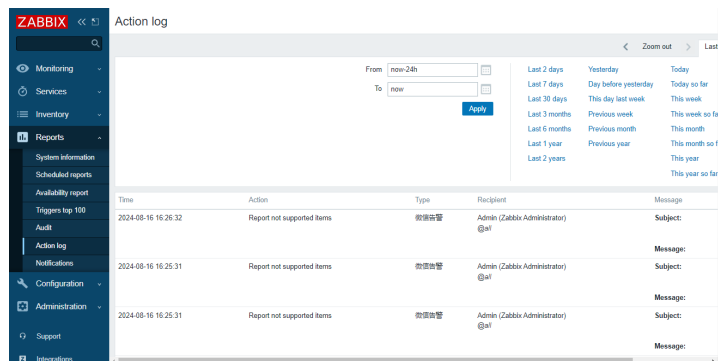 ZABBIX
Action log
Zoom out
Last
Monitoring
Services
Inventory
Reports
System information
Scheduled reports
Availability report
Triggers top 100
Audit
Action log
Notifications
Configuration
Administration
Support
Integrations
From now-24h
To now
Apply
Last 2 days Yesterday Today
Last 7 days Day before yesterday Today so far
Last 30 days This day last week This week
Last 3 months Previous week This week so fa
Last 6 months Previous month This month
Last 1 year Previous year This month so f
Last 2 years This year
This year so far
Time Action Type Recipient Message
2024-08-16 16:26:32 Report not supported items 微信告警 Admin (Zabbix Administrator) Subject:
@all
Message:
2024-08-16 16:25:31 Report not supported items 微信告警 Admin (Zabbix Administrator) Subject:
@all
Message:
2024-08-16 16:25:31 Report not supported items 微信告警 Admin (Zabbix Administrator) Subject:
@all
Message: